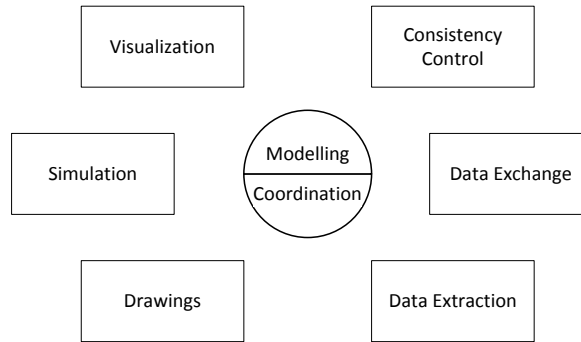 Visualization
Consistency
Control
Modelling
Simulation
Data Exchange
Coordination
Drawings
Data Extraction